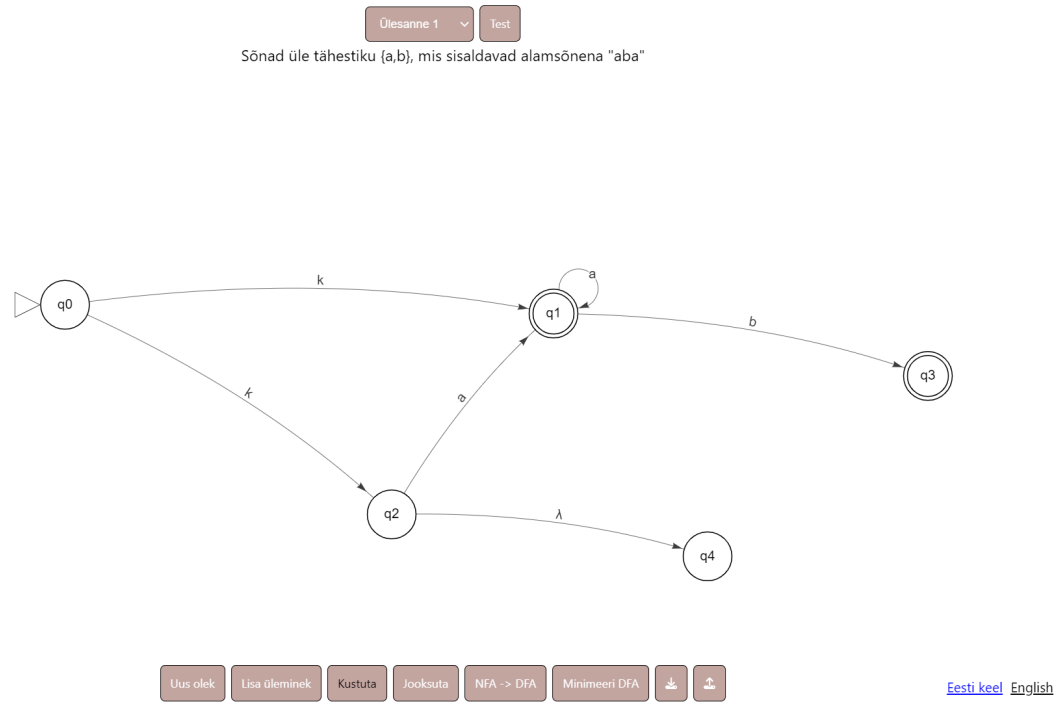 Ülesanne 1 Test
Sõnad üle tähestiku {a,b}, mis sisaldavad alamsõnena "aba"
a
k
q0
q1
b
q3
k
a
q2
λ
q4
Uus olek Lisa üleminek Kustuta Jooksuta NFA -> DFA Minimeeri DFA
Eesti keel English